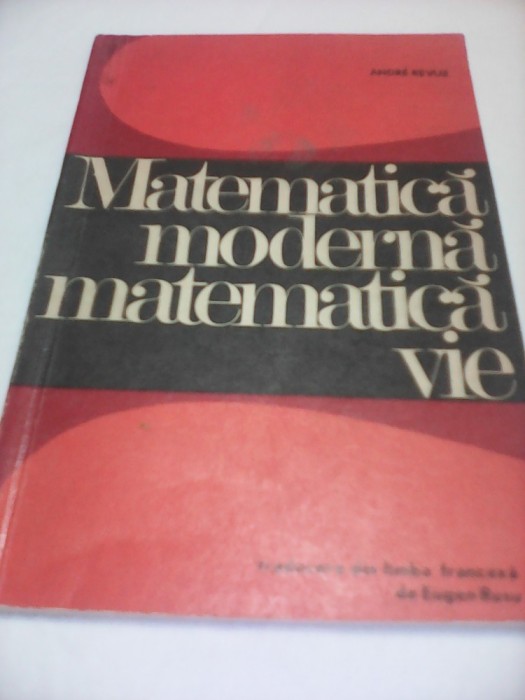 ANDRÉ REVUZ
Matematică
modernă
matematică
vie
traducere din limba franceză
de Eugen Rusu